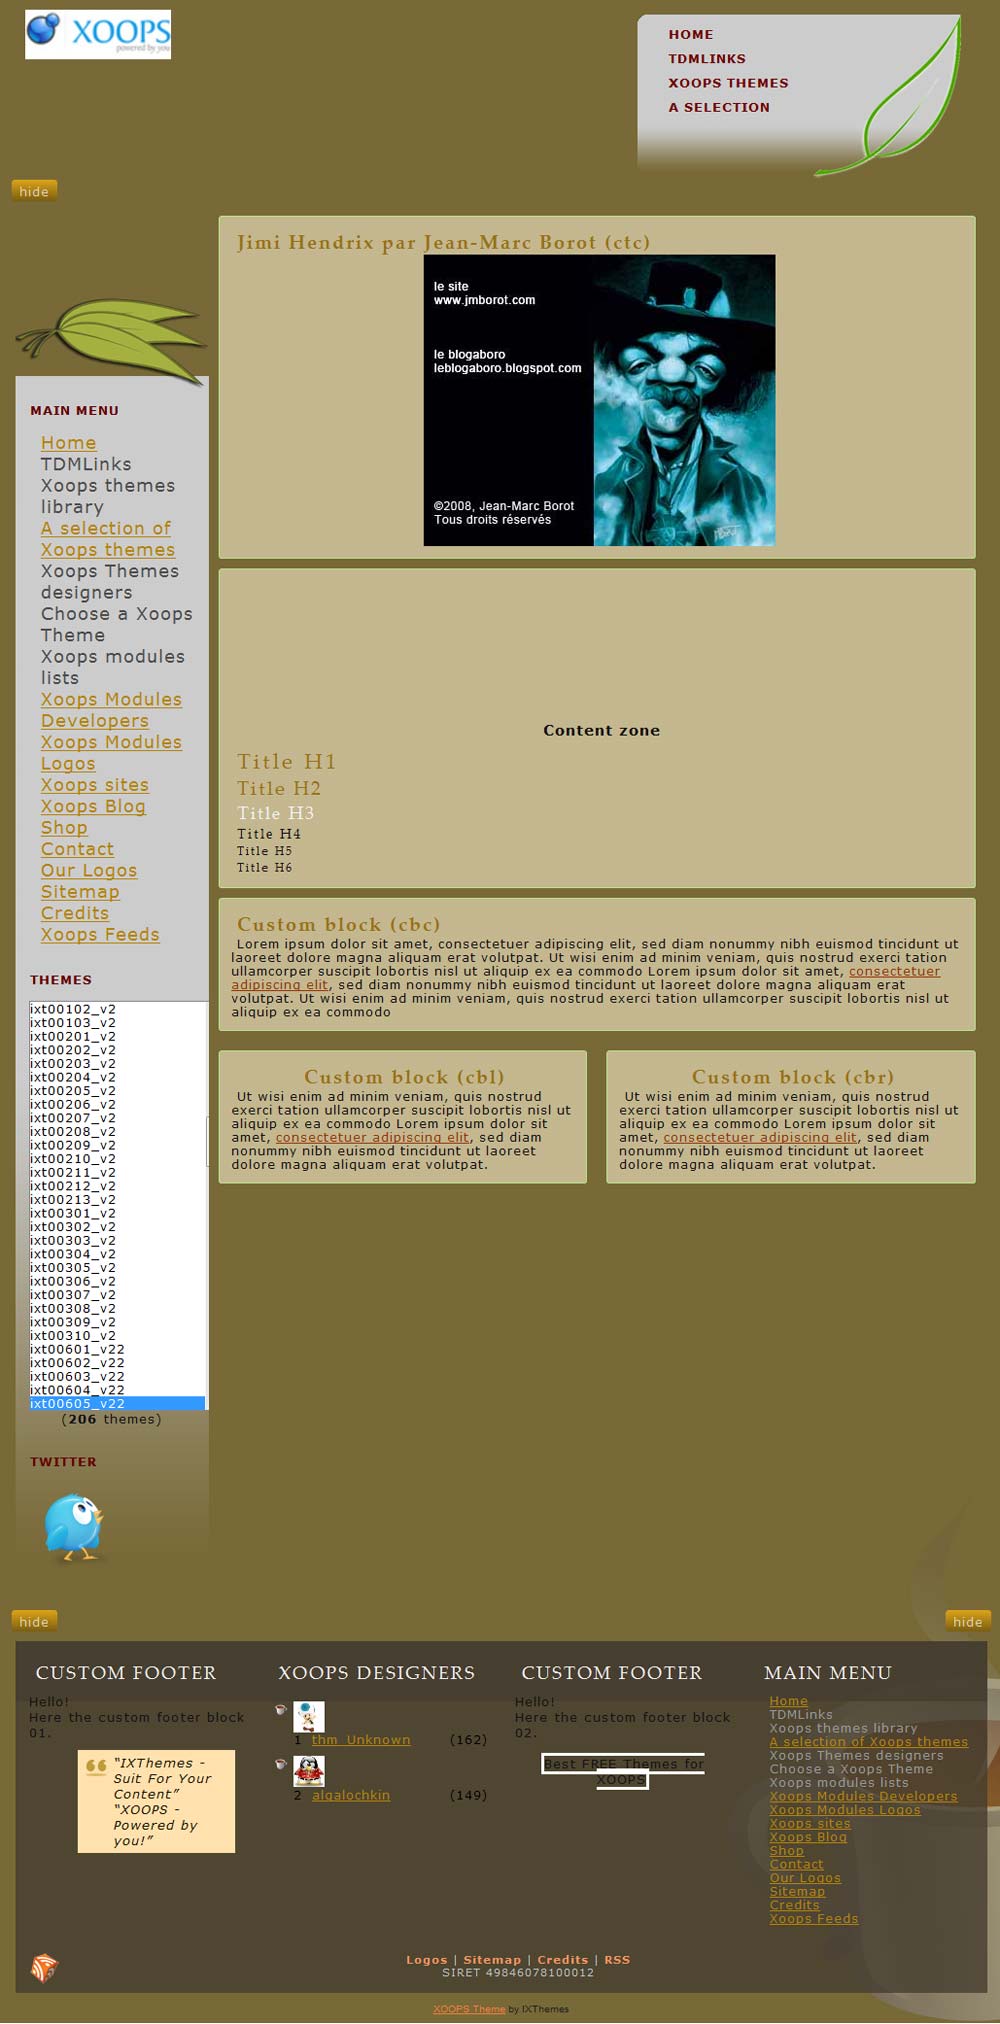 XOOPS
powered by you
HOME
TDMLINKS
XOOPS THEMES
A SELECTION
hide
Jimi Hendrix par Jean-Marc Borot (ctc)
le site
www.jmborot.com
le blogaboro
leblogaboro.blogspot.com
©2008, Jean-Marc Borot
Tous droits réservés
MAIN MENU
Home
TDMLinks
Xoops themes
library
A selection of
Xoops themes
Xoops Themes
designers
Choose a Xoops
Theme
Xoops modules
lists
Xoops Modules
Developers
Xoops Modules
Logos
Xoops sites
Xoops Blog
Shop
Contact
Our Logos
Sitemap
Credits
Xoops Feeds
THEMES
ixt00102_v2
ixt00103_v2
ixt00201_v2
ixt00202_v2
ixt00203_v2
ixt00204_v2
ixt00205_v2
ixt00206_v2
ixt00207_v2
ixt00208_v2
ixt00209_v2
ixt00210_v2
ixt00211_v2
ixt00212_v2
ixt00213_v2
ixt00301_v2
ixt00302_v2
ixt00303_v2
ixt00304_v2
ixt00305_v2
ixt00306_v2
ixt00307_v2
ixt00308_v2
ixt00309_v2
ixt00310_v2
ixt00601_v22
ixt00602_v22
ixt00603_v22
ixt00604_v22
ixt00605_v22
(206 themes)
TWITTER
Content zone
Title H1
Title H2
Title H3
Title H4
Title H5
Title H6
Custom block (cbc)
Lorem ipsum dolor sit amet, consectetuer adipiscing elit, sed diam nonummy nibh euismod tincidunt ut
laoreet dolore magna aliquam erat volutpat. Ut wisi enim ad minim veniam, quis nostrud exerci tation
ullamcorper suscipit lobortis nisl ut aliquip ex ea commodo Lorem ipsum dolor sit amet, consectetuer
adipiscing elit, sed diam nonummy nibh euismod tincidunt ut laoreet dolore magna aliquam erat
volutpat. Ut wisi enim ad minim veniam, quis nostrud exerci tation ullamcorper suscipit lobortis nisl ut
aliquip ex ea commodo
Custom block (cbl)
Ut wisi enim ad minim veniam, quis nostrud
exerci tation ullamcorper suscipit lobortis nisl ut
aliquip ex ea commodo Lorem ipsum dolor sit
amet, consectetuer adipiscing elit, sed diam
nonummy nibh euismod tincidunt ut laoreet
dolore magna aliquam erat volutpat.
Custom block (cbr)
Ut wisi enim ad minim veniam, quis nostrud
exerci tation ullamcorper suscipit lobortis nisl ut
aliquip ex ea commodo Lorem ipsum dolor sit
amet, consectetuer adipiscing elit, sed diam
nonummy nibh euismod tincidunt ut laoreet
dolore magna aliquam erat volutpat.
hide
hide
CUSTOM FOOTER
Hello!
Here the custom footer block
01.
“IXThemes -
Suit For Your
Content”
“XOOPS -
Powered by
you!”
XOOPS DESIGNERS
1 thm_Unknown (162)
2 algalochkin (149)
CUSTOM FOOTER
Hello!
Here the custom footer block
02.
Best FREE Themes for
XOOPS
MAIN MENU
Home
TDMLinks
Xoops themes library
A selection of Xoops themes
Xoops Themes designers
Choose a Xoops Theme
Xoops modules lists
Xoops Modules Developers
Xoops Modules Logos
Xoops sites
Xoops Blog
Shop
Contact
Our Logos
Sitemap
Credits
Xoops Feeds
Logos | Sitemap | Credits | RSS
SIRET 49846078100012
XOOPS Theme by IXThemes